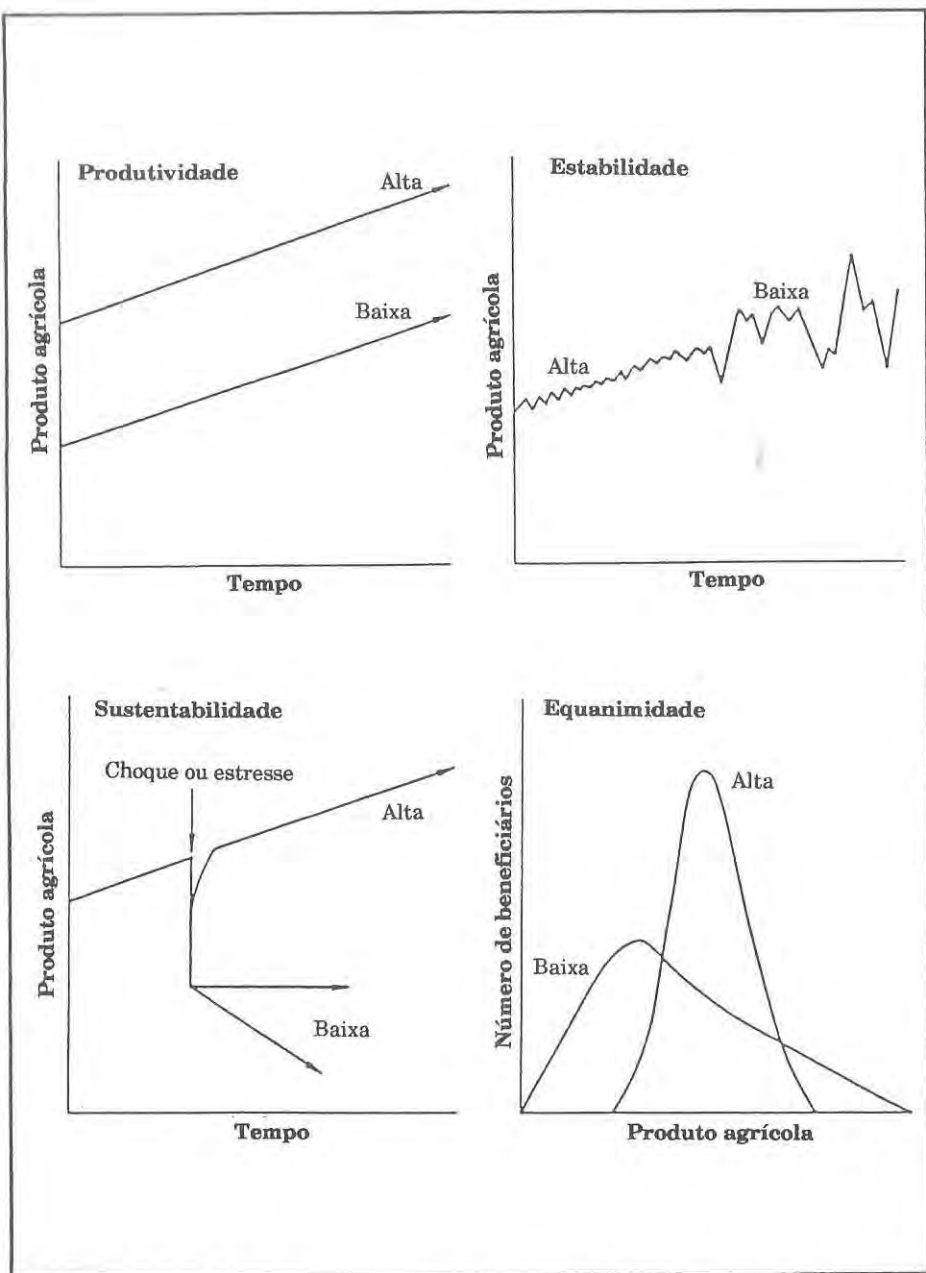 Produtividade
Alta
Baixa
Produto agrícola
Tempo
Estabilidade
Alta
Baixa
Produto agrícola
Tempo
Sustentabilidade
Choque ou estresse
Alta
Baixa
Produto agrícola
Tempo
Equanimidade
Alta
Baixa
Número de beneficiários
Produto agrícola